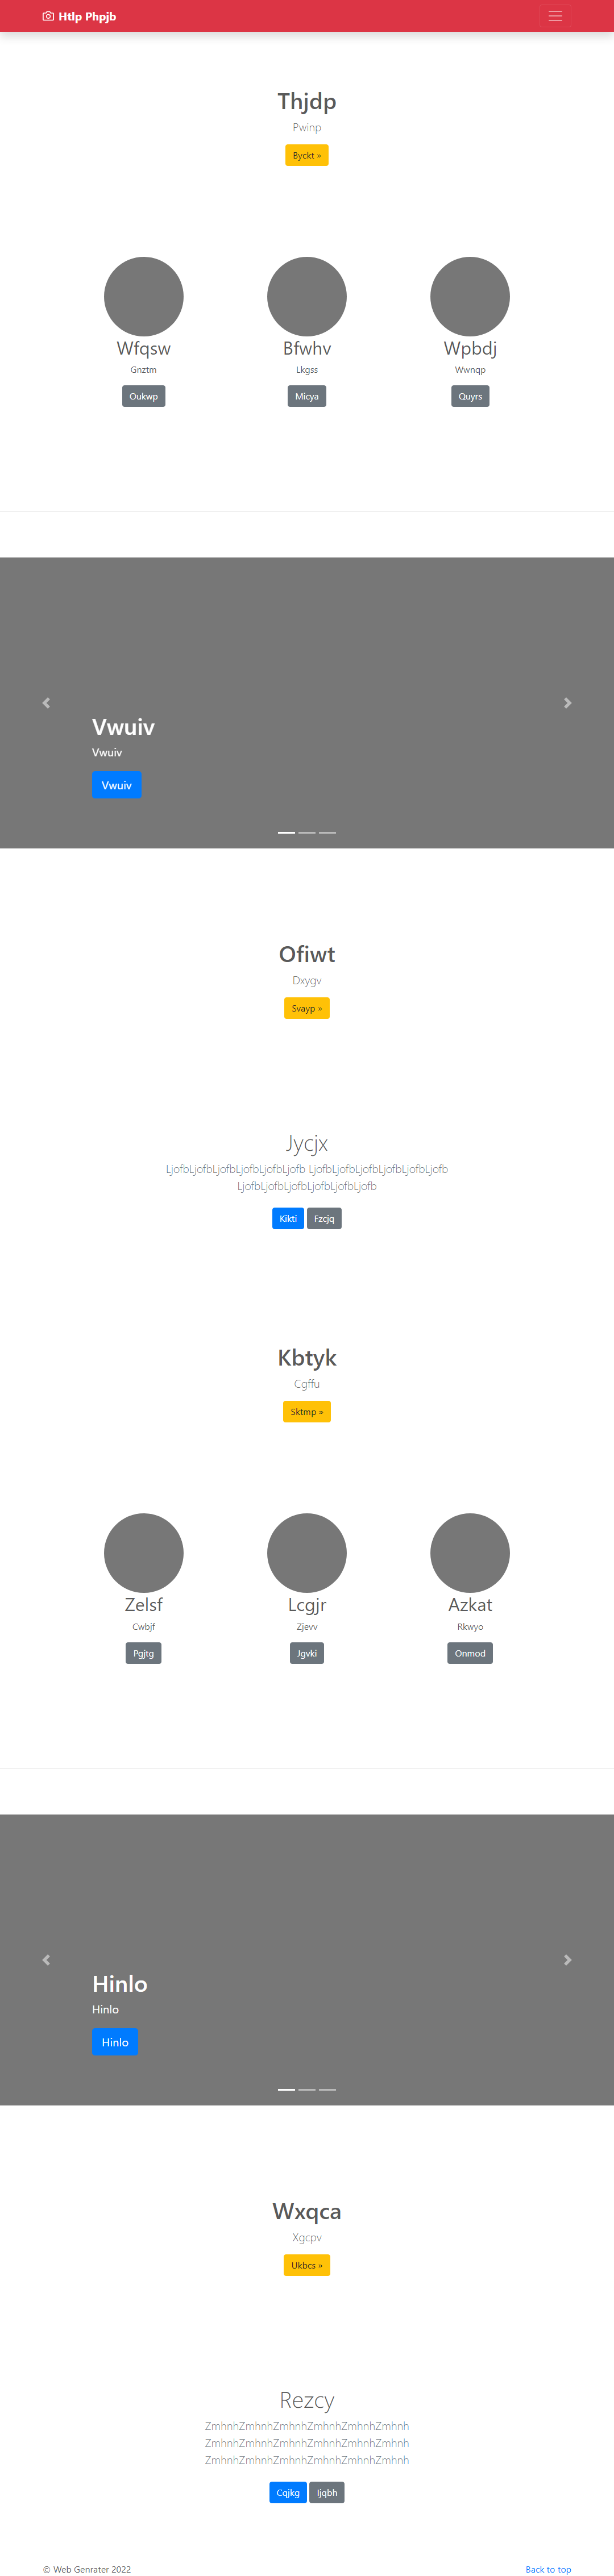 Htlp Phpjb
Thjdp
Pwinp
Byckt »
Wfqsw
Gnztm
Oukwp
Bfwhv
Lkgss
Micya
Wpbdj
Wwnqp
Quyrs
Vwuiv
Vwuiv
Vwuiv
Ofiwt
Dxygv
Svayp »
Jycjx
LjofbLjofbLjofbLjofbLjofbLjofb LjofbLjofbLjofbLjofbLjofbLjofb
LjofbLjofbLjofbLjofbLjofbLjofb
Kikti Fzcjq
Kbtyk
Cgffu
Sktmp »
Zelsf
Cwbjf
Pgjtg
Lcgjr
Zjevv
Jgvki
Azkat
Rkwyo
Onmod
Hinlo
Hinlo
Hinlo
Wxqca
Xgcpv
Ukbcs »
Rezcy
ZmhnhZmhnhZmhnhZmhnhZmhnhZmhnh
ZmhnhZmhnhZmhnhZmhnhZmhnhZmhnh
ZmhnhZmhnhZmhnhZmhnhZmhnhZmhnh
Cqjkg Ijqbh
© Web Genrater 2022
Back to top